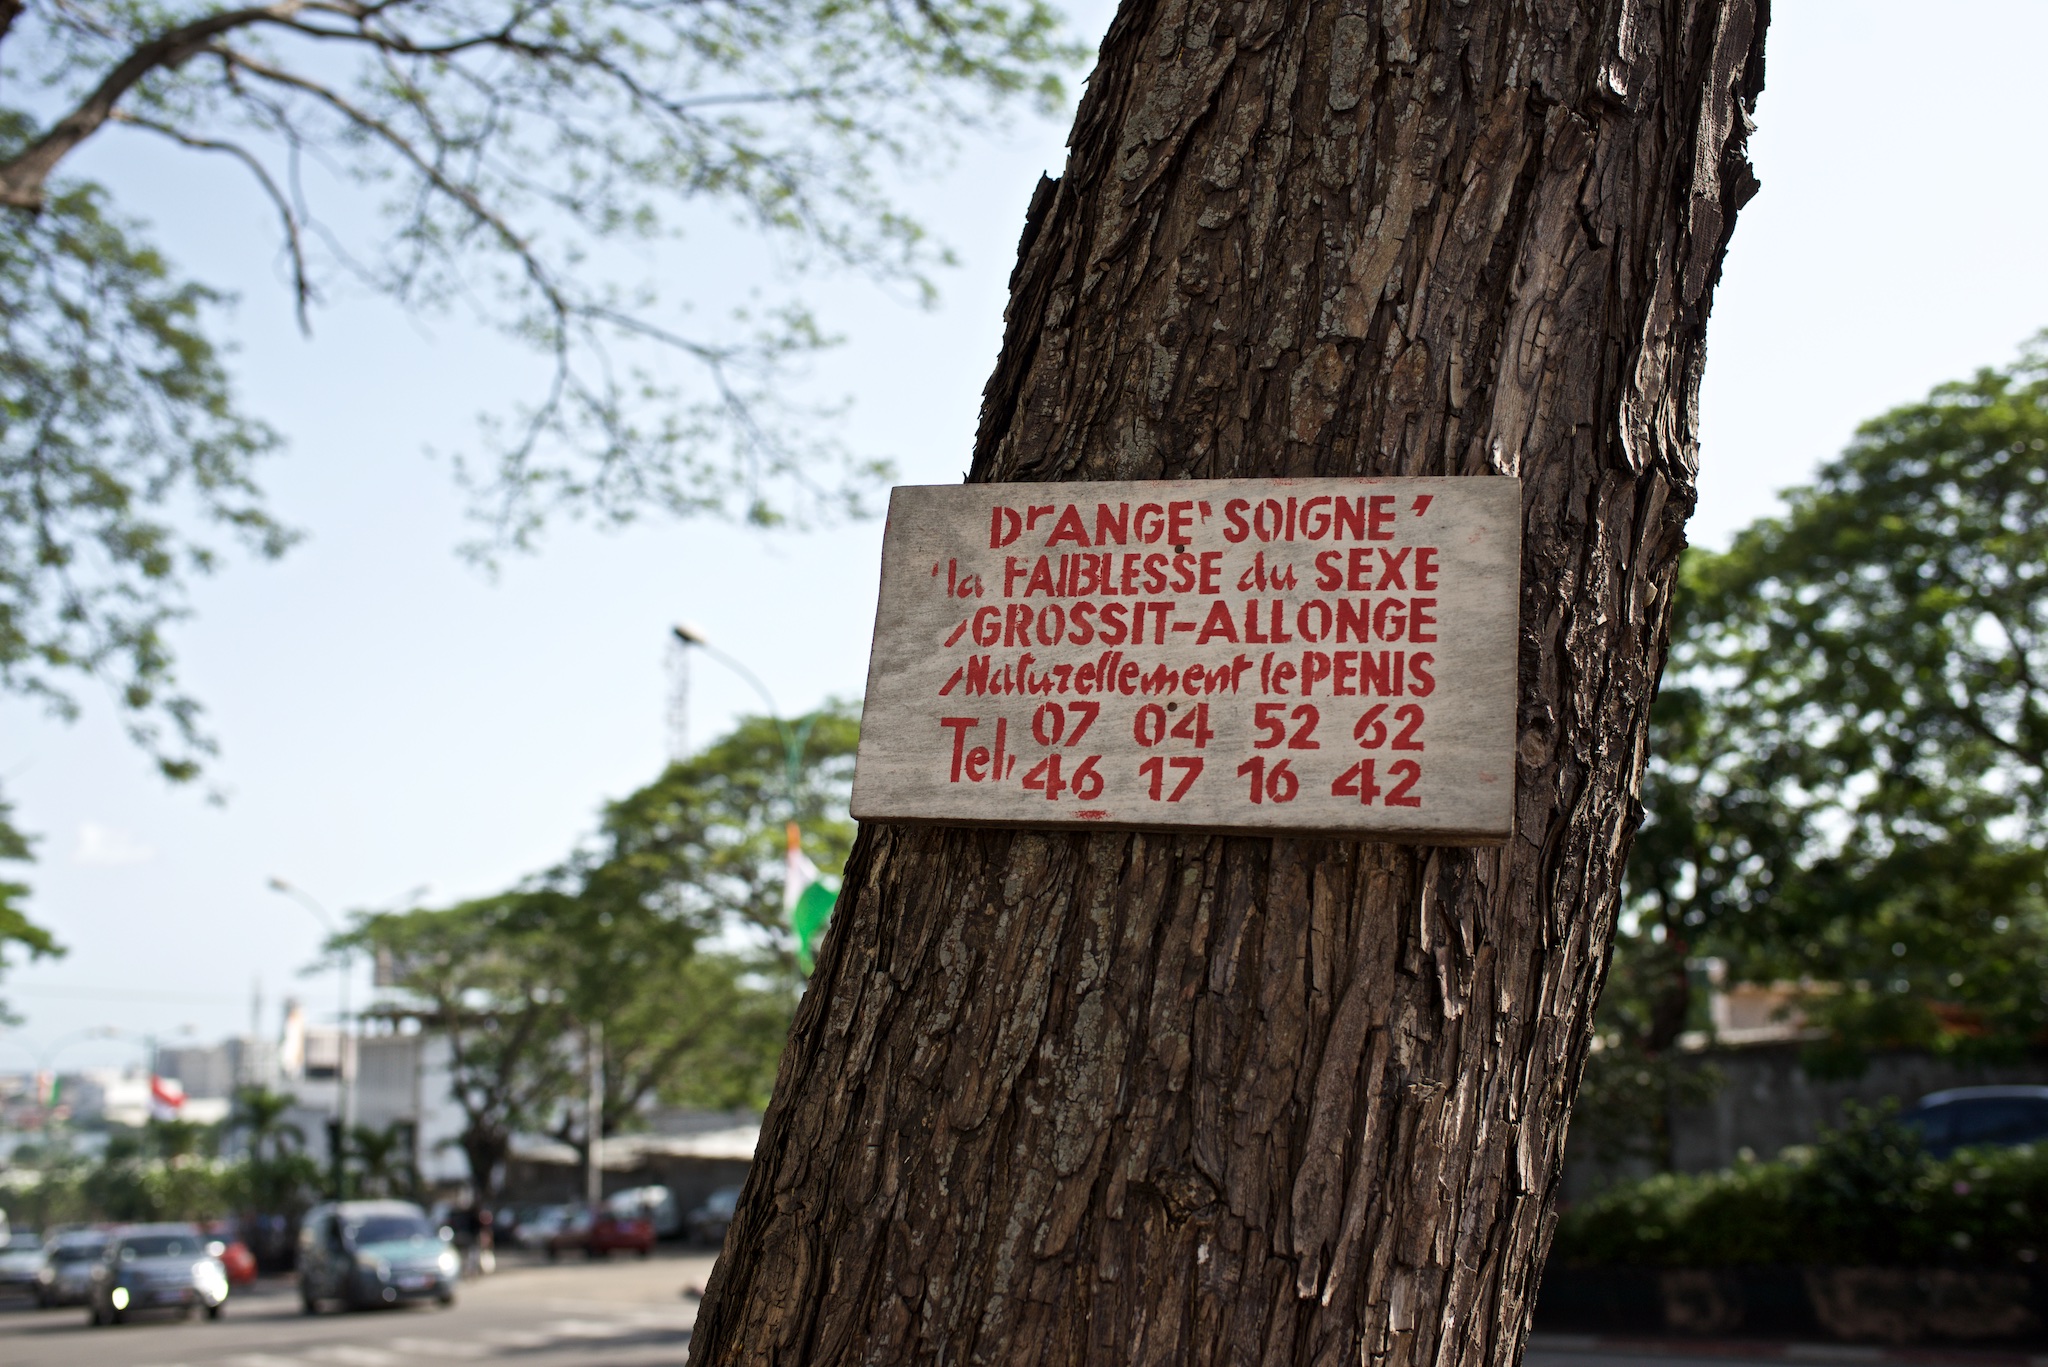 Dr ANGE "SOIGNE"
"la FAIBLESSE du SEXE
/GROSSIT-ALLONGE
/Naturellement le PENIS
Tel, 07 04 52 62
46 17 16 42